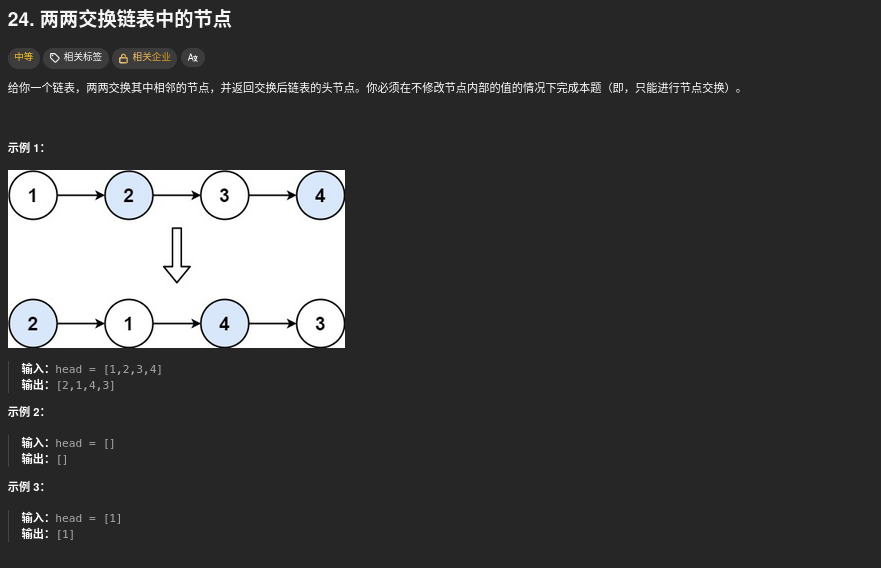 24. 两两交换链表中的节点
中等 相关标签 相关企业 Aあ
给你一个链表，两两交换其中相邻的节点，并返回交换后链表的头节点。你必须在不修改节点内部的值的情况下完成本题（即，只能进行节点交换）。
示例 1：
1 2 3 4
2 1 4 3
输入：head = [1,2,3,4]
输出：[2,1,4,3]
示例 2：
输入：head = []
输出：[]
示例 3：
输入：head = [1]
输出：[1]